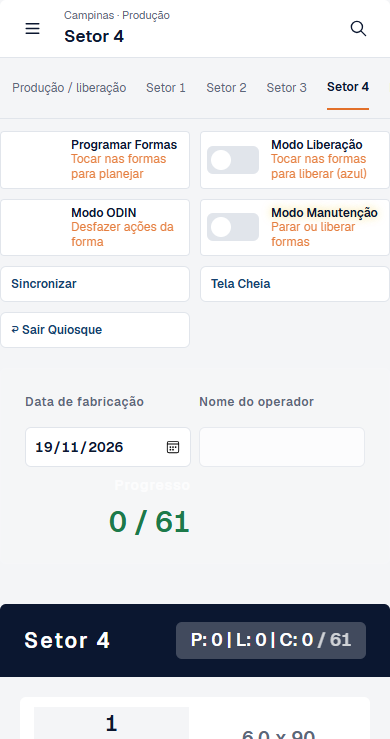 Campinas · Produção
Setor 4
Produção / liberação Setor 1 Setor 2 Setor 3 Setor 4
Programar Formas
Tocar nas formas
para planejar
Modo Liberação
Tocar nas formas
para liberar (azul)
Modo ODIN
Desfazer ações da
forma
Modo Manutenção
Parar ou liberar
formas
Sincronizar
Tela Cheia
Sair Quiosque
Data de fabricação
Nome do operador
19/11/2026
Progresso
0 / 61
Setor 4
P: 0 | L: 0 | C: 0 / 61
1
6,0 x 90